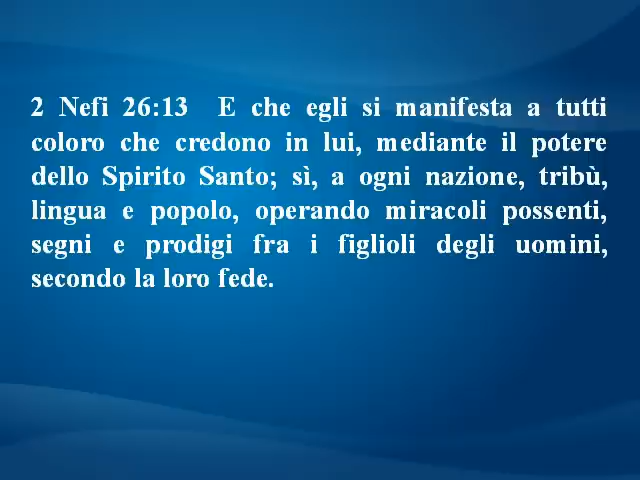 2 Nefi 26:13 E che egli si manifesta a tutti
coloro che credono in lui, mediante il potere
dello Spirito Santo; sì, a ogni nazione, tribù,
lingua e popolo, operando miracoli possenti,
segni e prodigi fra i figlioli degli uomini,
secondo la loro fede.